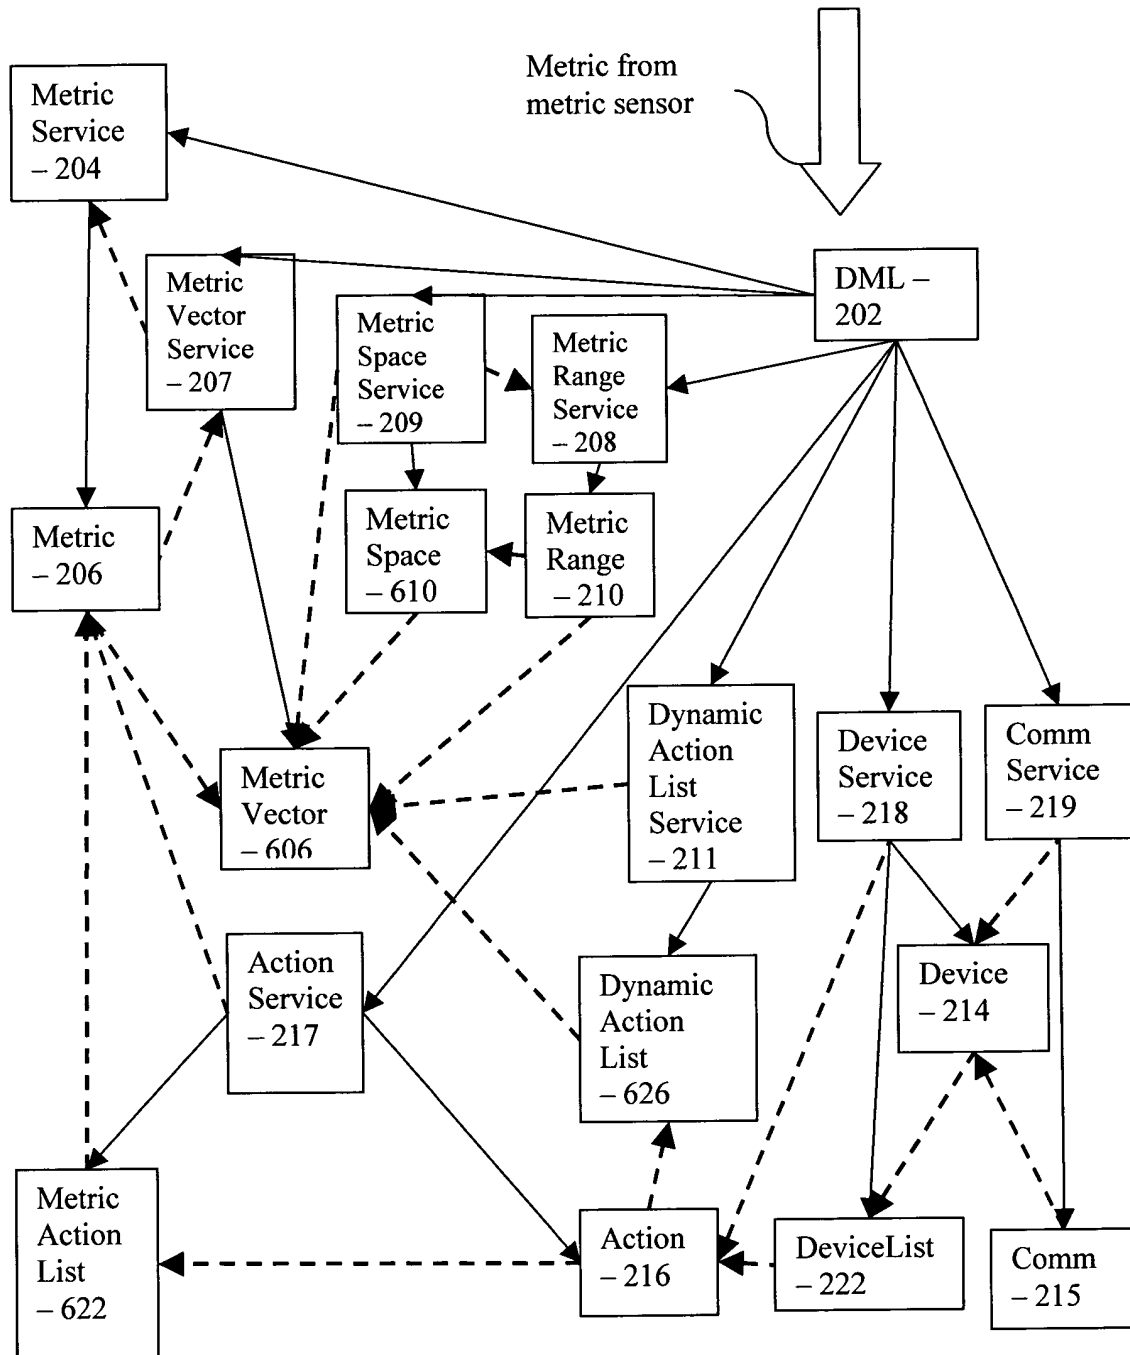 Metric from
metric sensor
Metric
Service
– 204
DML –
202
Metric
Vector
Service
– 207
Metric
Space
Service
– 209
Metric
Range
Service
– 208
Metric
– 206
Metric
Space
– 610
Metric
Range
– 210
Metric
Vector
– 606
Dynamic
Action
List
Service
– 211
Device
Service
– 218
Comm
Service
– 219
Action
Service
– 217
Dynamic
Action
List
– 626
Device
– 214
Metric
Action
List
– 622
Action
– 216
DeviceList
– 222
Comm
– 215